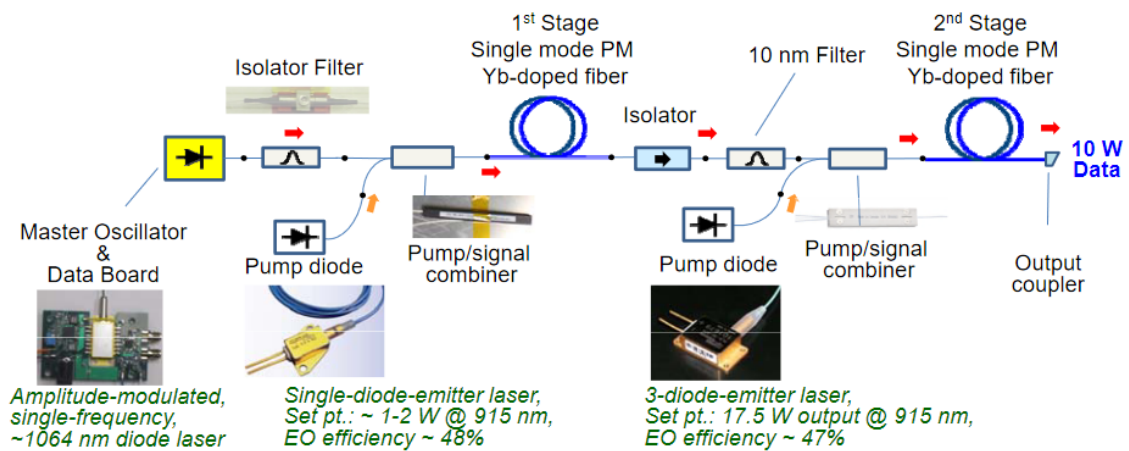 1st Stage
Single mode PM
Yb-doped fiber
2nd Stage
Single mode PM
Yb-doped fiber
10 nm Filter
Isolator Filter
Isolator
10 W
Data
Master Oscillator
&
Data Board
Pump diode
Pump/signal
combiner
Pump diode
Pump/signal
combiner
Output
coupler
Amplitude-modulated,
single-frequency,
~1064 nm diode laser
Single-diode-emitter laser,
Set pt.: ~ 1-2 W @ 915 nm,
EO efficiency ~ 48%
3-diode-emitter laser,
Set pt.: 17.5 W output @ 915 nm,
EO efficiency ~ 47%